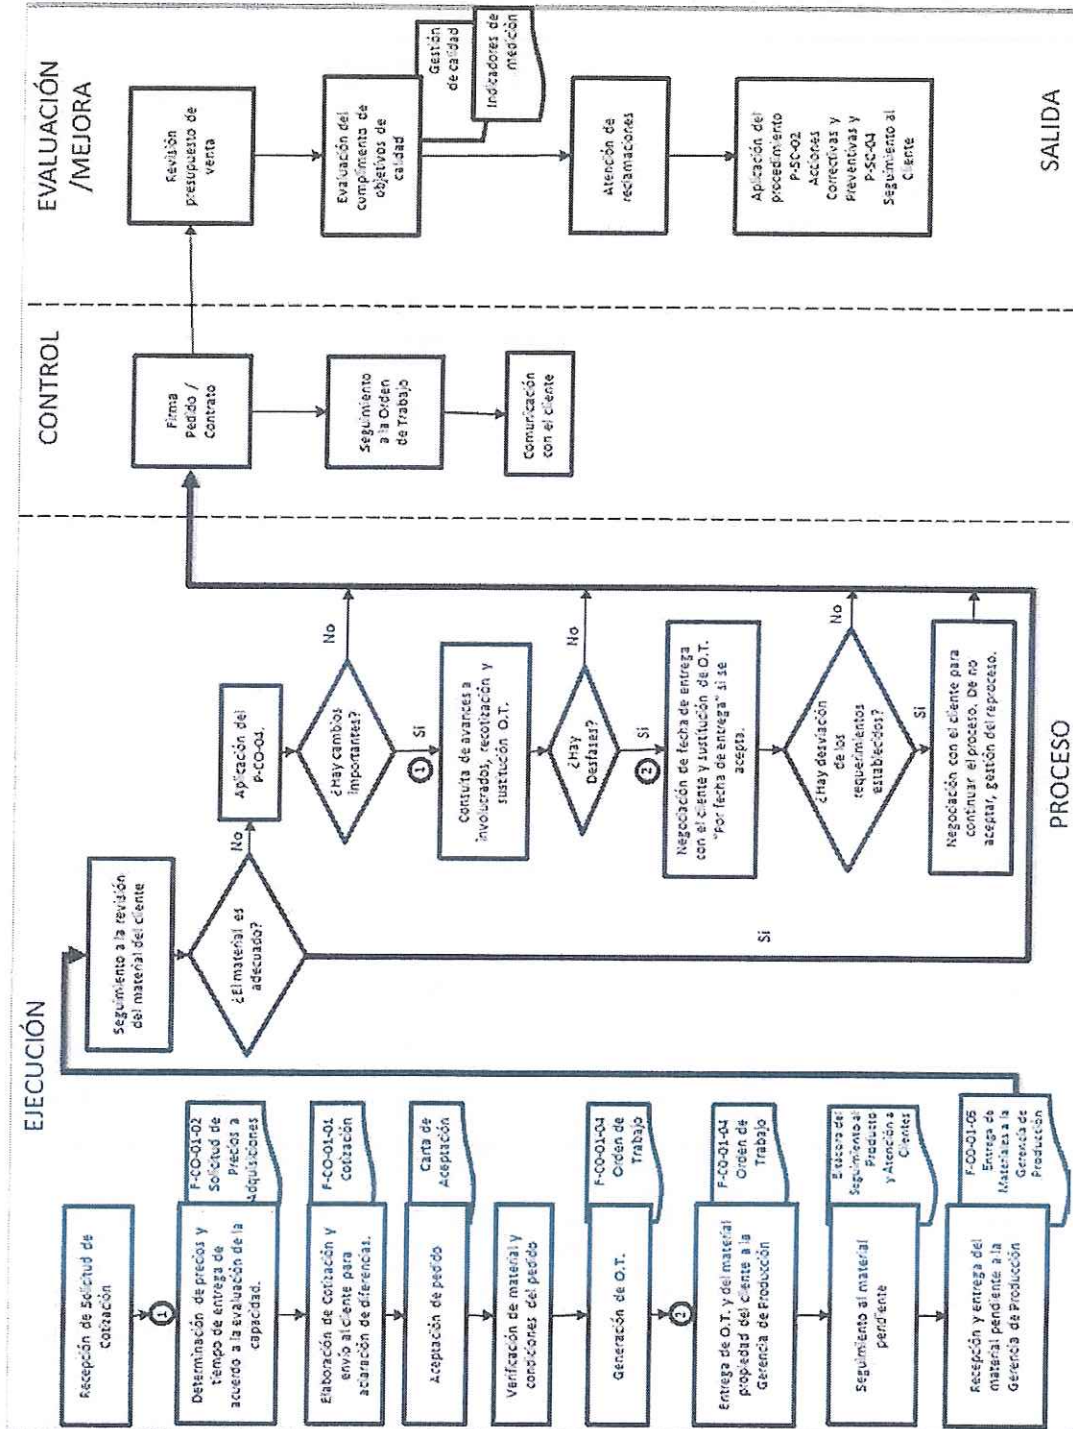 EJECUCIÓN
Recepción de Solicitud de
Cotización
1
Determinación de precios y
tiempo de entrega de
acuerdo a la evaluación de la
capacidad.
F-CO-01-02
Solicitud de
Precios a
Adquisiciones
Elaboración de Cotización y
envío al cliente para
aclaración de diferencias.
F-CO-01-01
Cotización
Aceptación de pedido
Carta de
Aceptación
Verificación de material y
condiciones del pedido
Generación de O.T.
F-CO-01-04
Orden de
Trabajo
2
Entrega de O.T. y del material
propiedad del cliente a la
Gerencia de Producción
F-CO-01-04
Orden de
Trabajo
Seguimiento al material
pendiente
Bitácora del
Seguimiento al
Producto
y Atención a
Clientes
Recepción y entrega del
material pendiente a la
Gerencia de Producción
F-CO-01-05
Entrega de
Materiales a la
Gerencia de
Producción
Seguimiento a la revisión
del material del cliente
¿El material es
adecuado?
No
Si
Aplicación del
P-CO-04.
¿Hay cambios
importantes?
No
Si
1
Consulta de avances a
involucrados, recotización y
sustitución O.T.
¿Hay
Desfases?
No
Si
2
Negociación de fecha de entrega
con el cliente y sustitución de O.T.
"Por fecha de entrega" si se
acepta.
¿Hay desviación
de los
requerimientos
establecidos?
No
Si
Negociación con el cliente para
continuar el proceso. De no
aceptar, gestión del reproceso.
PROCESO
CONTROL
Firma
Pedido /
Contrato
Seguimiento
a la Orden
de Trabajo
Comunicación
con el cliente
EVALUACIÓN
/MEJORA
Revisión
presupuesto de
venta
Evaluación del
cumplimento de
objetivos de
calidad
Gestión
de calidad
Indicadores de
medición
Atención de
reclamaciones
Aplicación del
procedimiento
P-SC-02
Acciones
Correctivas y
Preventivas y
P-SC-04
Seguimiento al
Cliente
SALIDA